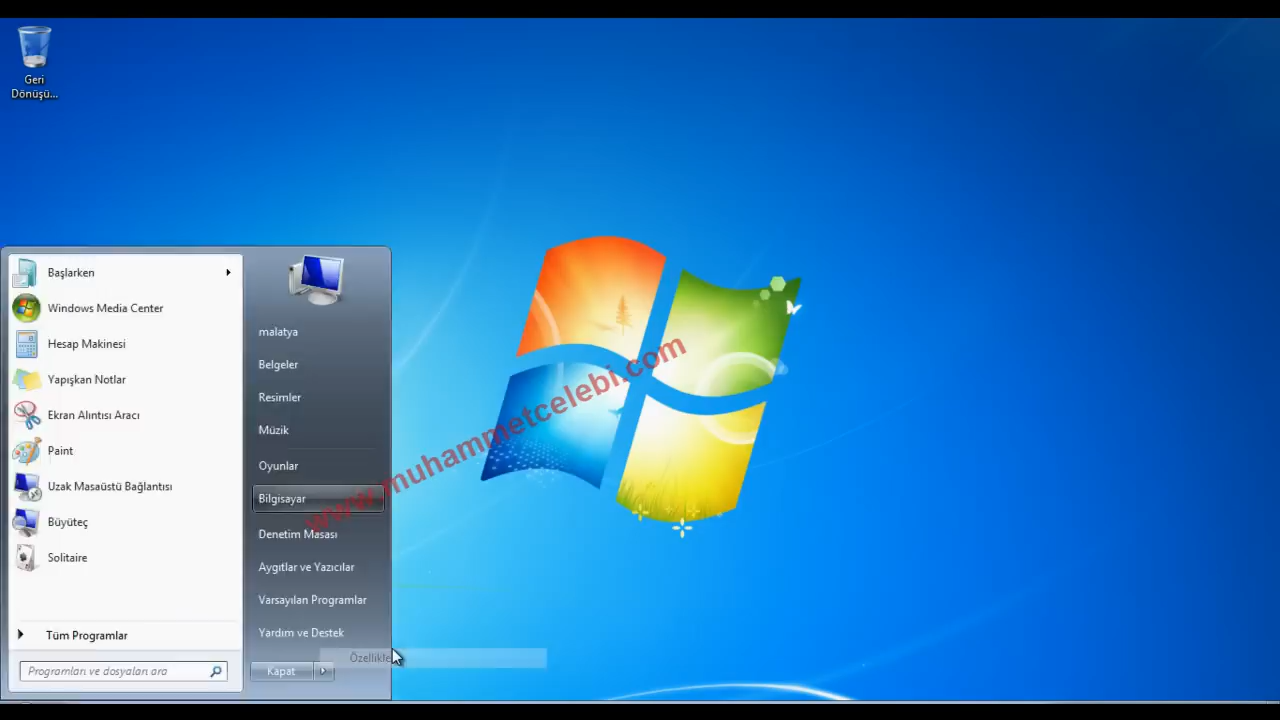 Geri
Dönüşü...
Başlarken
Windows Media Center
Hesap Makinesi
Yapışkan Notlar
Ekran Alıntısı Aracı
Paint
Uzak Masaüstü Bağlantısı
Büyüteç
Solitaire
Tüm Programlar
Programları ve dosyaları ara
malatya
Belgeler
Resimler
Müzik
Oyunlar
Bilgisayar
Denetim Masası
Aygıtlar ve Yazıcılar
Varsayılan Programlar
Yardım ve Destek
Özellikle
Kapat
www.muhammetcelebi.com